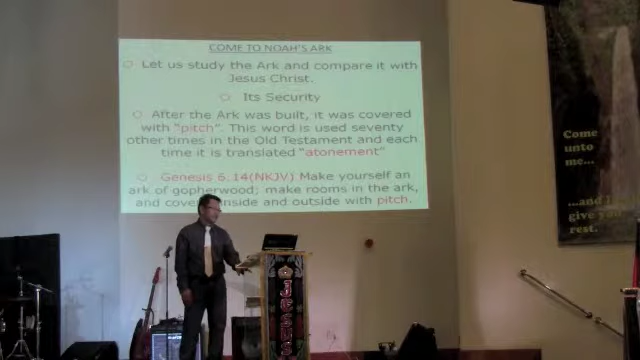 COME TO NOAH'S ARK
Let us study the Ark and compare it with
Jesus Christ.
Its Security
After the Ark was built, it was covered
with "pitch". This word is used seventy
other times in the Old Testament and each
time it is translated "atonement"
Genesis 6:14(NKJV) Make yourself an
ark of gopherwood; make rooms in the ark,
and cover inside and outside with pitch.
Come
unto
me...
...and I
give you
rest.
JESUS